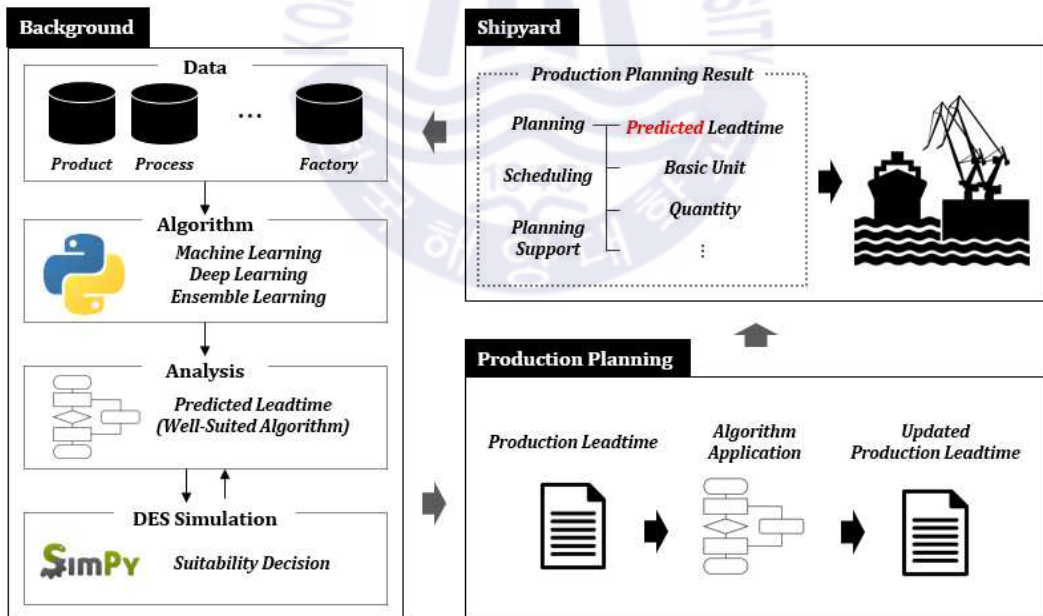 Background
Data
...
Product
Process
Factory
Algorithm
Machine Learning
Deep Learning
Ensemble Learning
Analysis
Predicted Leadtime
(Well-Suited Algorithm)
DES Simulation
SimPy
Suitability Decision
Shipyard
Production Planning Result
Planning
Scheduling
Planning
Support
Predicted Leadtime
Basic Unit
Quantity
⋮
Production Planning
Production Leadtime
Algorithm
Application
Updated
Production Leadtime
1945